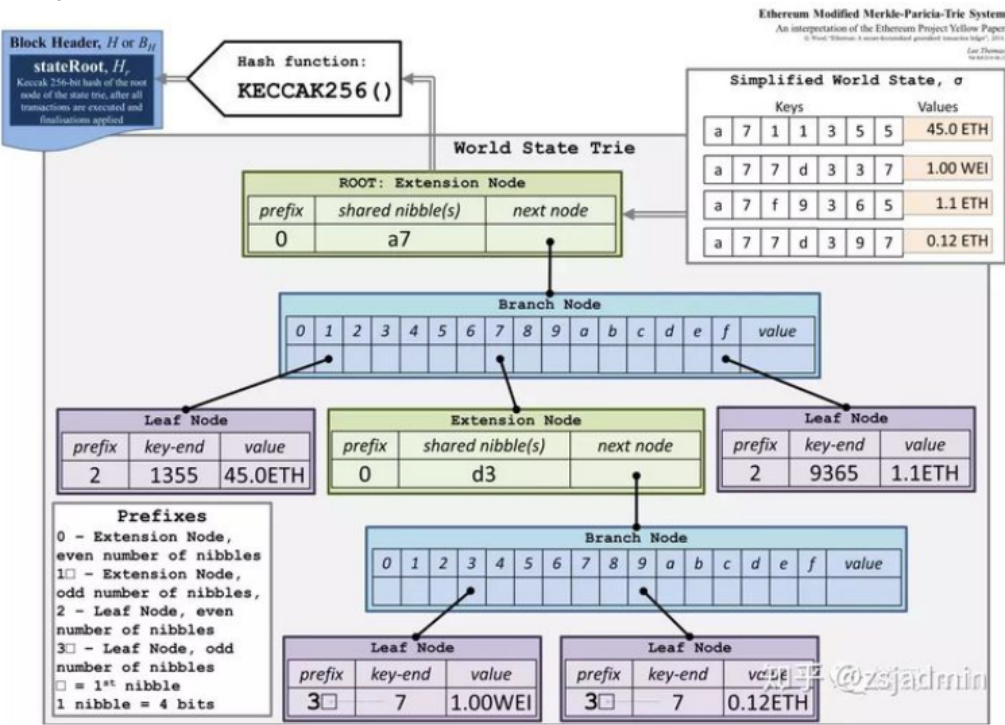 Ethereum Modified Merkle-Paricia-Trie System
An interpretation of the Ethereum Project Yellow Paper
Lee Thomas
Block Header, H or B_H
stateRoot, H_r
Keccak 256-bit hash of the root
node of the state trie, after all
transactions are executed and
finalisations applied
Hash function:
KECCAK256()
Simplified World State, σ
Keys Values
a 7 1 1 3 5 5 45.0 ETH
a 7 7 d 3 3 7 1.00 WEI
a 7 f 9 3 6 5 1.1 ETH
a 7 7 d 3 9 7 0.12 ETH
World State Trie
ROOT: Extension Node
prefix shared nibble(s) next node
0 a7
Branch Node
0 1 2 3 4 5 6 7 8 9 a b c d e f value
Leaf Node
prefix key-end value
2 1355 45.0ETH
Extension Node
prefix shared nibble(s) next node
0 d3
Leaf Node
prefix key-end value
2 9365 1.1ETH
Prefixes
0 - Extension Node,
even number of nibbles
1□ - Extension Node,
odd number of nibbles,
2 - Leaf Node, even
number of nibbles
3□ - Leaf Node, odd
number of nibbles
□ = 1st nibble
1 nibble = 4 bits
Branch Node
0 1 2 3 4 5 6 7 8 9 a b c d e f value
Leaf Node
prefix key-end value
3□ 7 1.00WEI
Leaf Node
prefix key-end value
3□ 7 0.12ETH
知乎 @zsjadmin